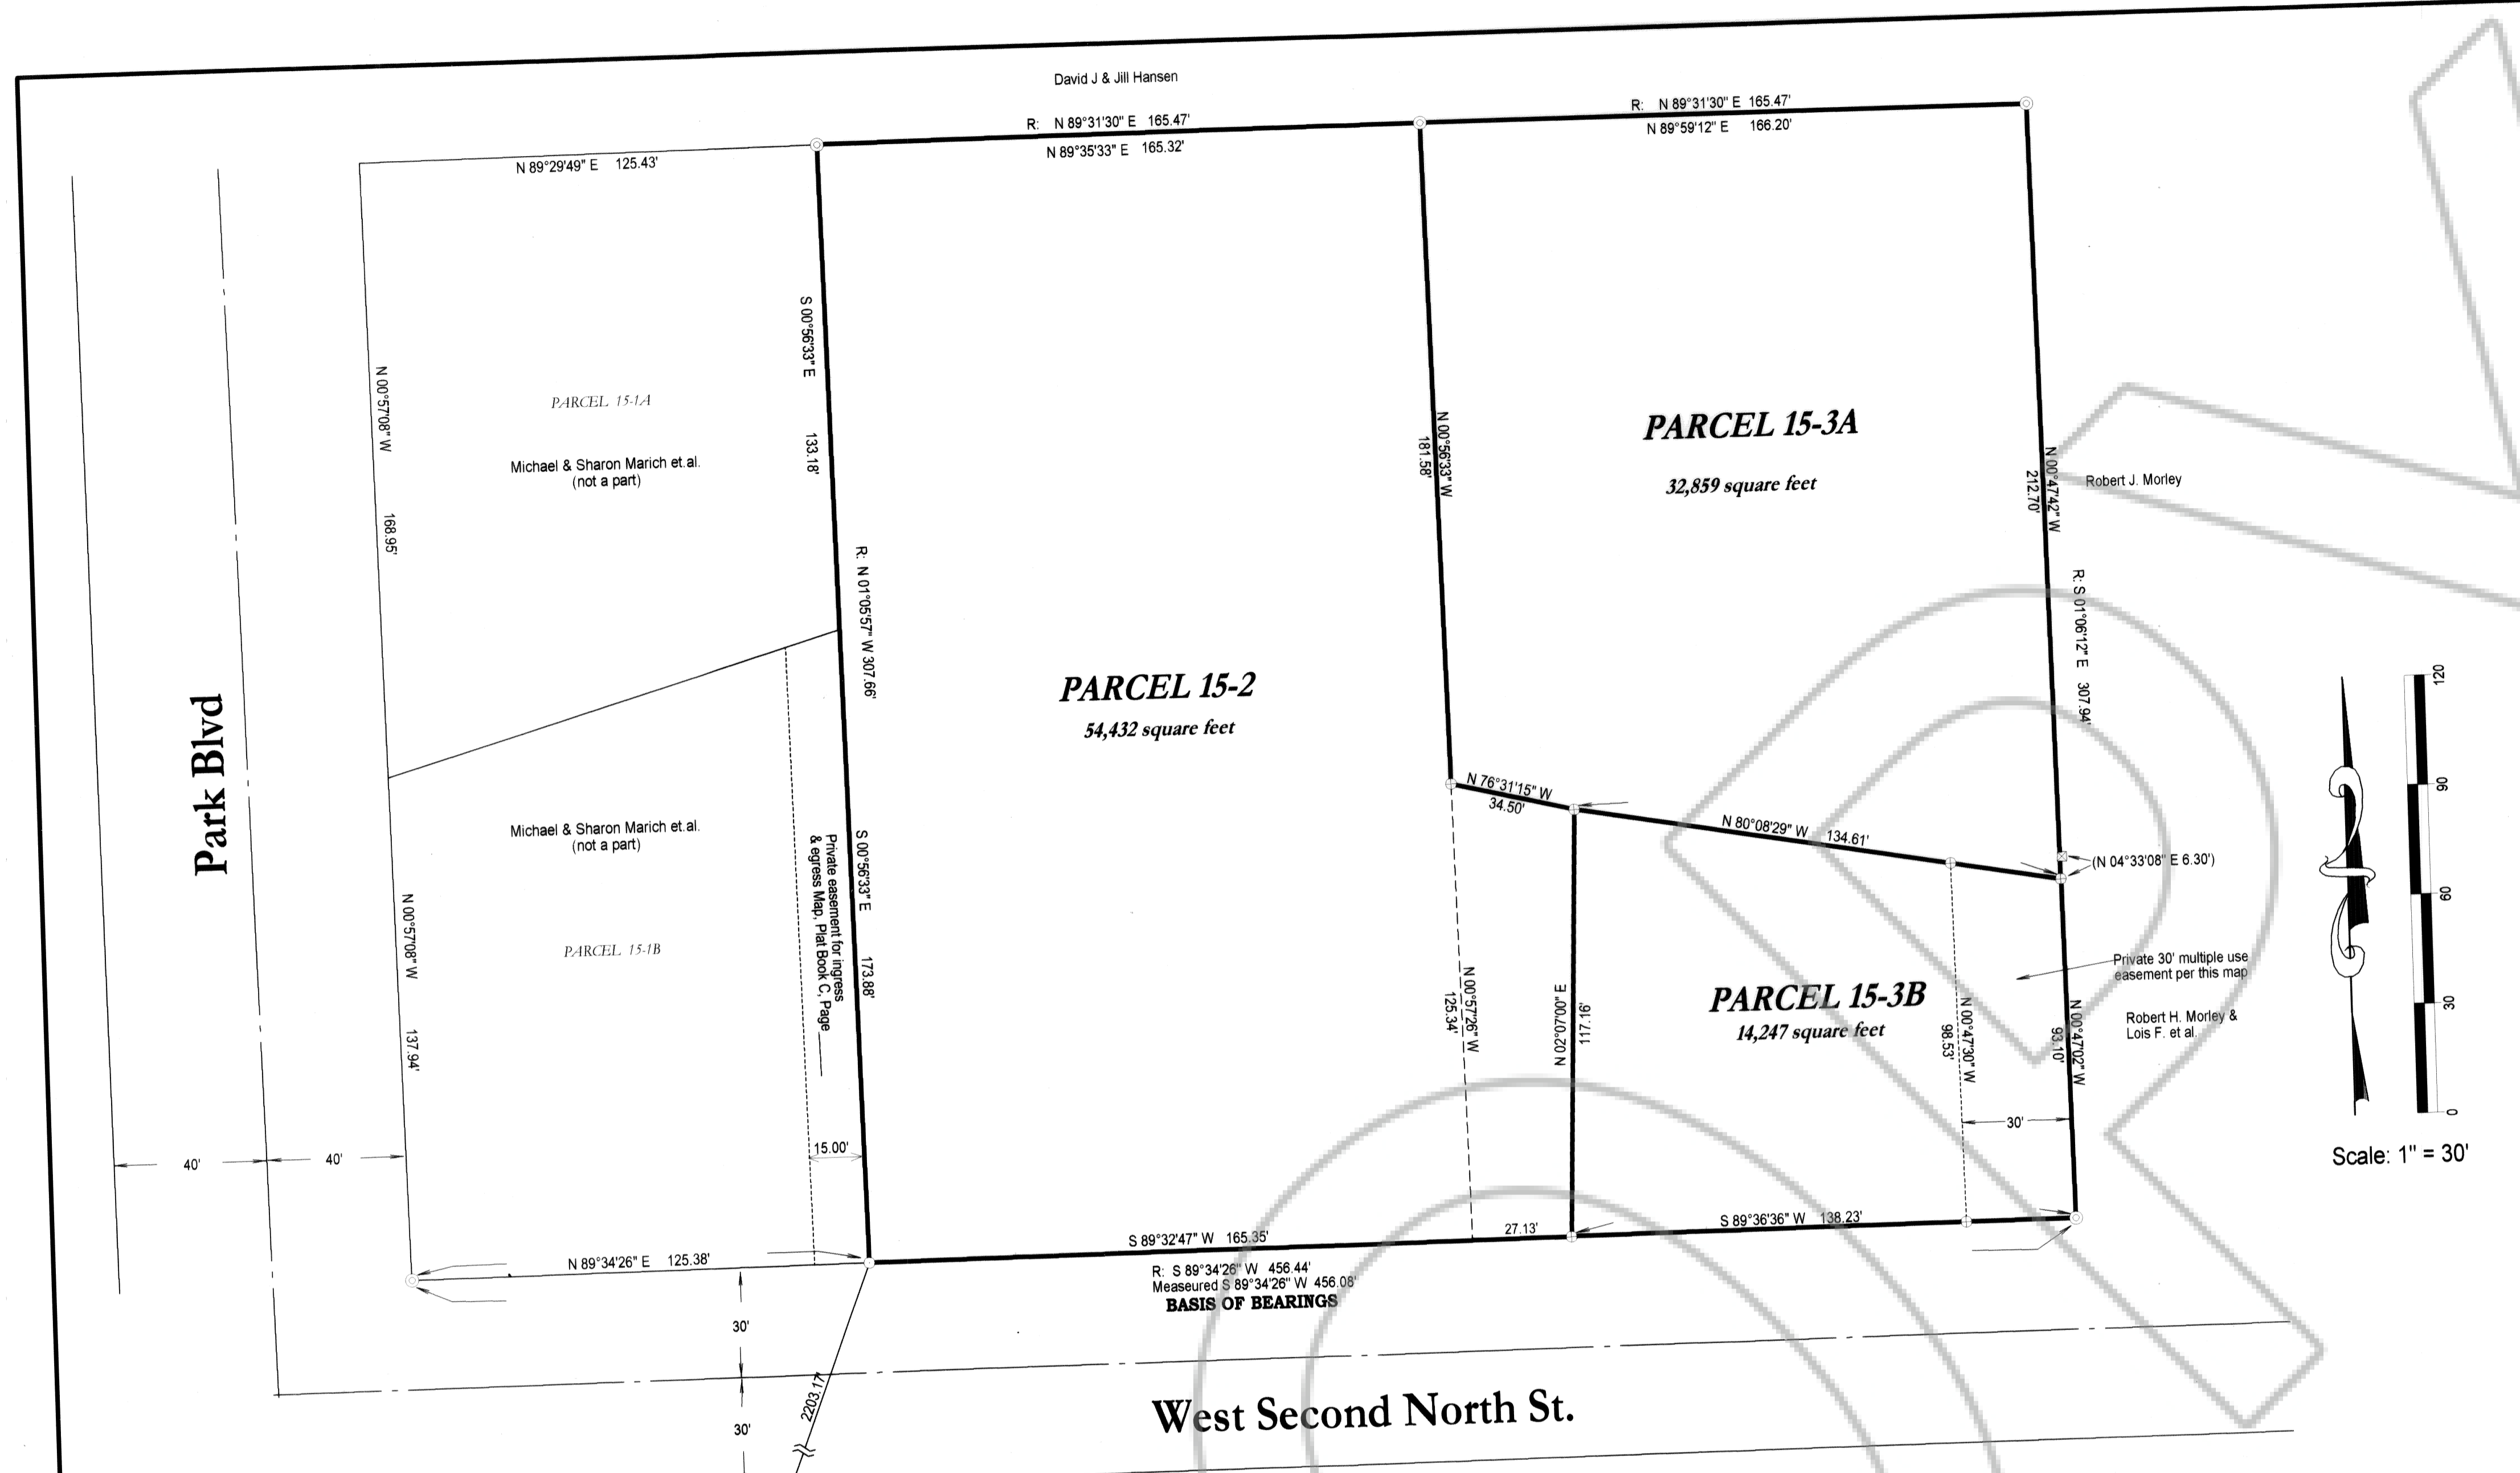 David J & Jill Hansen
R: N 89°31'30" E 165.47'
N 89°35'33" E 165.32'
R: N 89°31'30" E 165.47'
N 89°59'12" E 166.20'
N 89°29'49" E 125.43'
S 00°56'33" E 133.18'
N 00°57'08" W 168.95'
PARCEL 15-1A
Michael & Sharon Marich et.al.
(not a part)
R: N 01°05'57" W 307.66'
N 00°56'33" W
181.58'
PARCEL 15-3A
32,859 square feet
N 00°47'42" W
212.70'
Robert J. Morley
R: S 01°06'12" E 307.94'
PARCEL 15-2
54,432 square feet
Park Blvd
N 76°31'15" W
34.50'
N 80°08'29" W 134.61'
(N 04°33'08" E 6.30')
Michael & Sharon Marich et.al.
(not a part)
PARCEL 15-1B
N 00°57'08" W 137.94'
Private easement for ingress
& egress Map, Plat Book C, Page
S 00°56'33" E 173.88'
15.00'
N 00°57'26" W
125.34'
N 02°07'00" E
117.16'
PARCEL 15-3B
14,247 square feet
N 00°47'30" W
98.53'
N 00°47'02" W
93.10'
Private 30' multiple use
easement per this map
Robert H. Morley &
Lois F. et al.
30'
120
90
60
30
0
Scale: 1" = 30'
40'
40'
N 89°34'26" E 125.38'
S 89°32'47" W 165.35'
27.13'
S 89°36'36" W 138.23'
R: S 89°34'26" W 456.44'
Measeured S 89°34'26" W 456.08'
BASIS OF BEARINGS
30'
30'
2203.17'
West Second North St.